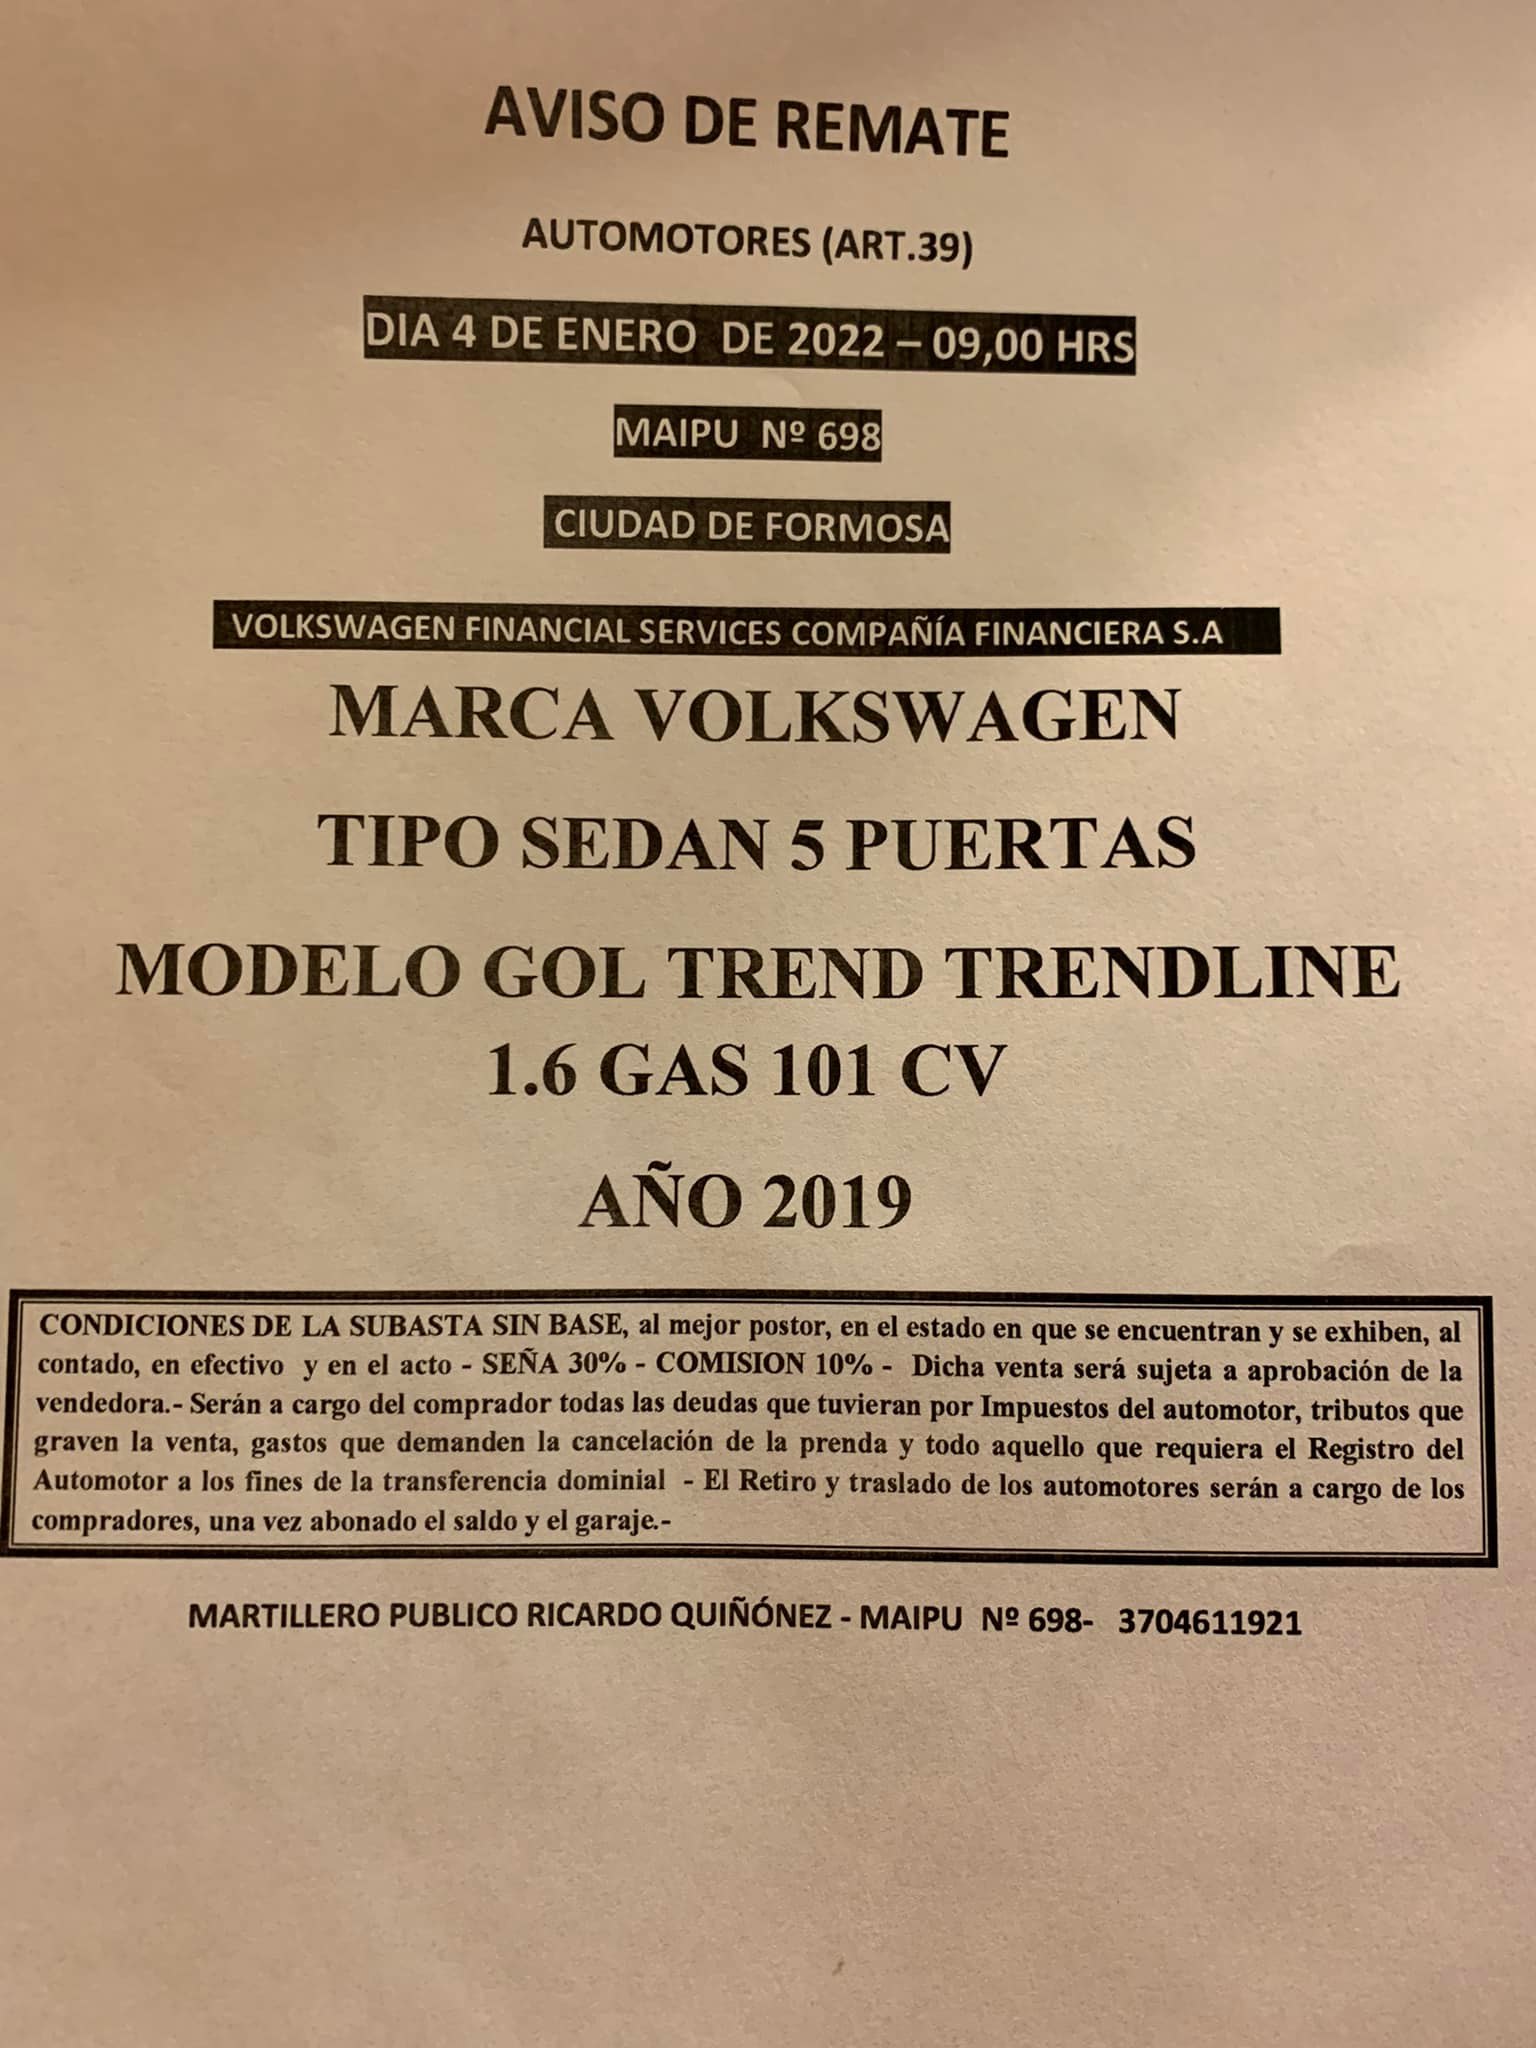 AVISO DE REMATE
AUTOMOTORES (ART.39)
DIA 4 DE ENERO DE 2022 – 09,00 HRS
MAIPU Nº 698
CIUDAD DE FORMOSA
VOLKSWAGEN FINANCIAL SERVICES COMPAÑÍA FINANCIERA S.A
MARCA VOLKSWAGEN
TIPO SEDAN 5 PUERTAS
MODELO GOL TREND TRENDLINE
1.6 GAS 101 CV
AÑO 2019
CONDICIONES DE LA SUBASTA SIN BASE, al mejor postor, en el estado en que se encuentran y se exhiben, al
contado, en efectivo y en el acto - SEÑA 30% - COMISION 10% - Dicha venta será sujeta a aprobación de la
vendedora.- Serán a cargo del comprador todas las deudas que tuvieran por Impuestos del automotor, tributos que
graven la venta, gastos que demanden la cancelación de la prenda y todo aquello que requiera el Registro del
Automotor a los fines de la transferencia dominial - El Retiro y traslado de los automotores serán a cargo de los
compradores, una vez abonado el saldo y el garaje.-
MARTILLERO PUBLICO RICARDO QUIÑÓNEZ - MAIPU Nº 698- 3704611921